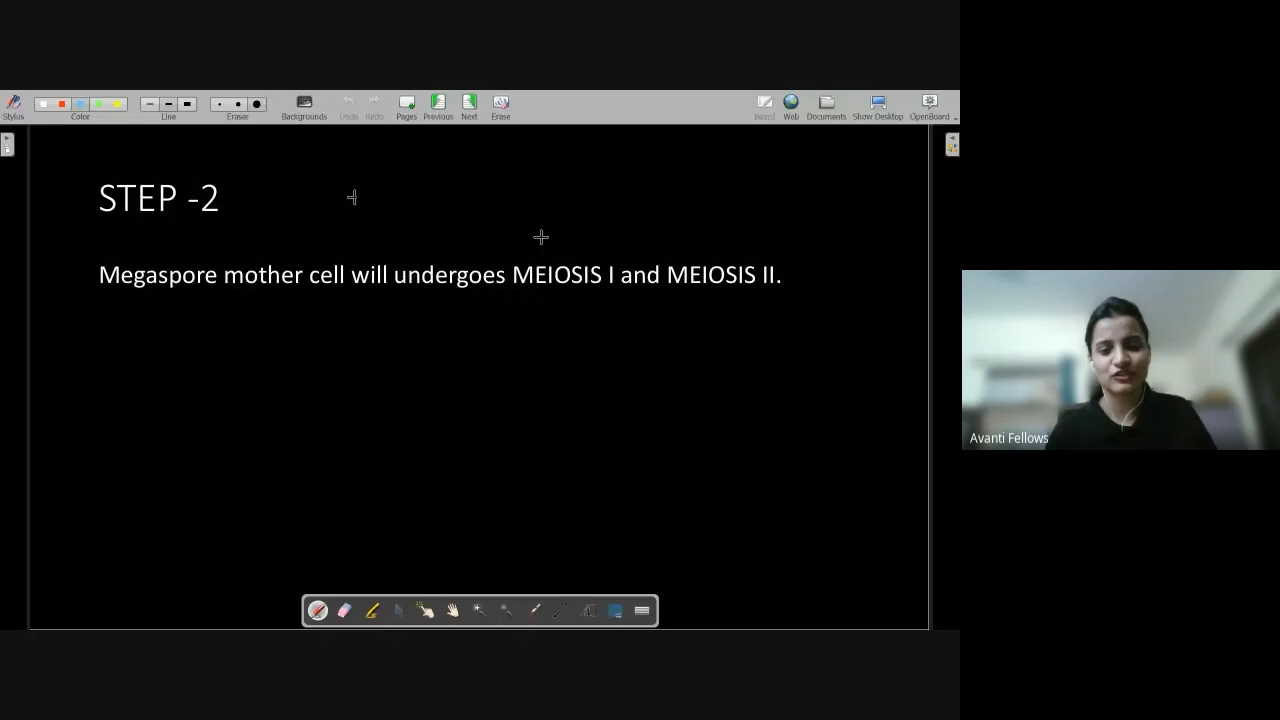 Stylus
Color
Line
Eraser
Backgrounds
Undo
Redo
Pages
Previous
Next
Erase
Board
Web
Documents
Show Desktop
OpenBoard
STEP -2
Megaspore mother cell will undergoes MEIOSIS I and MEIOSIS II.
Avanti Fellows